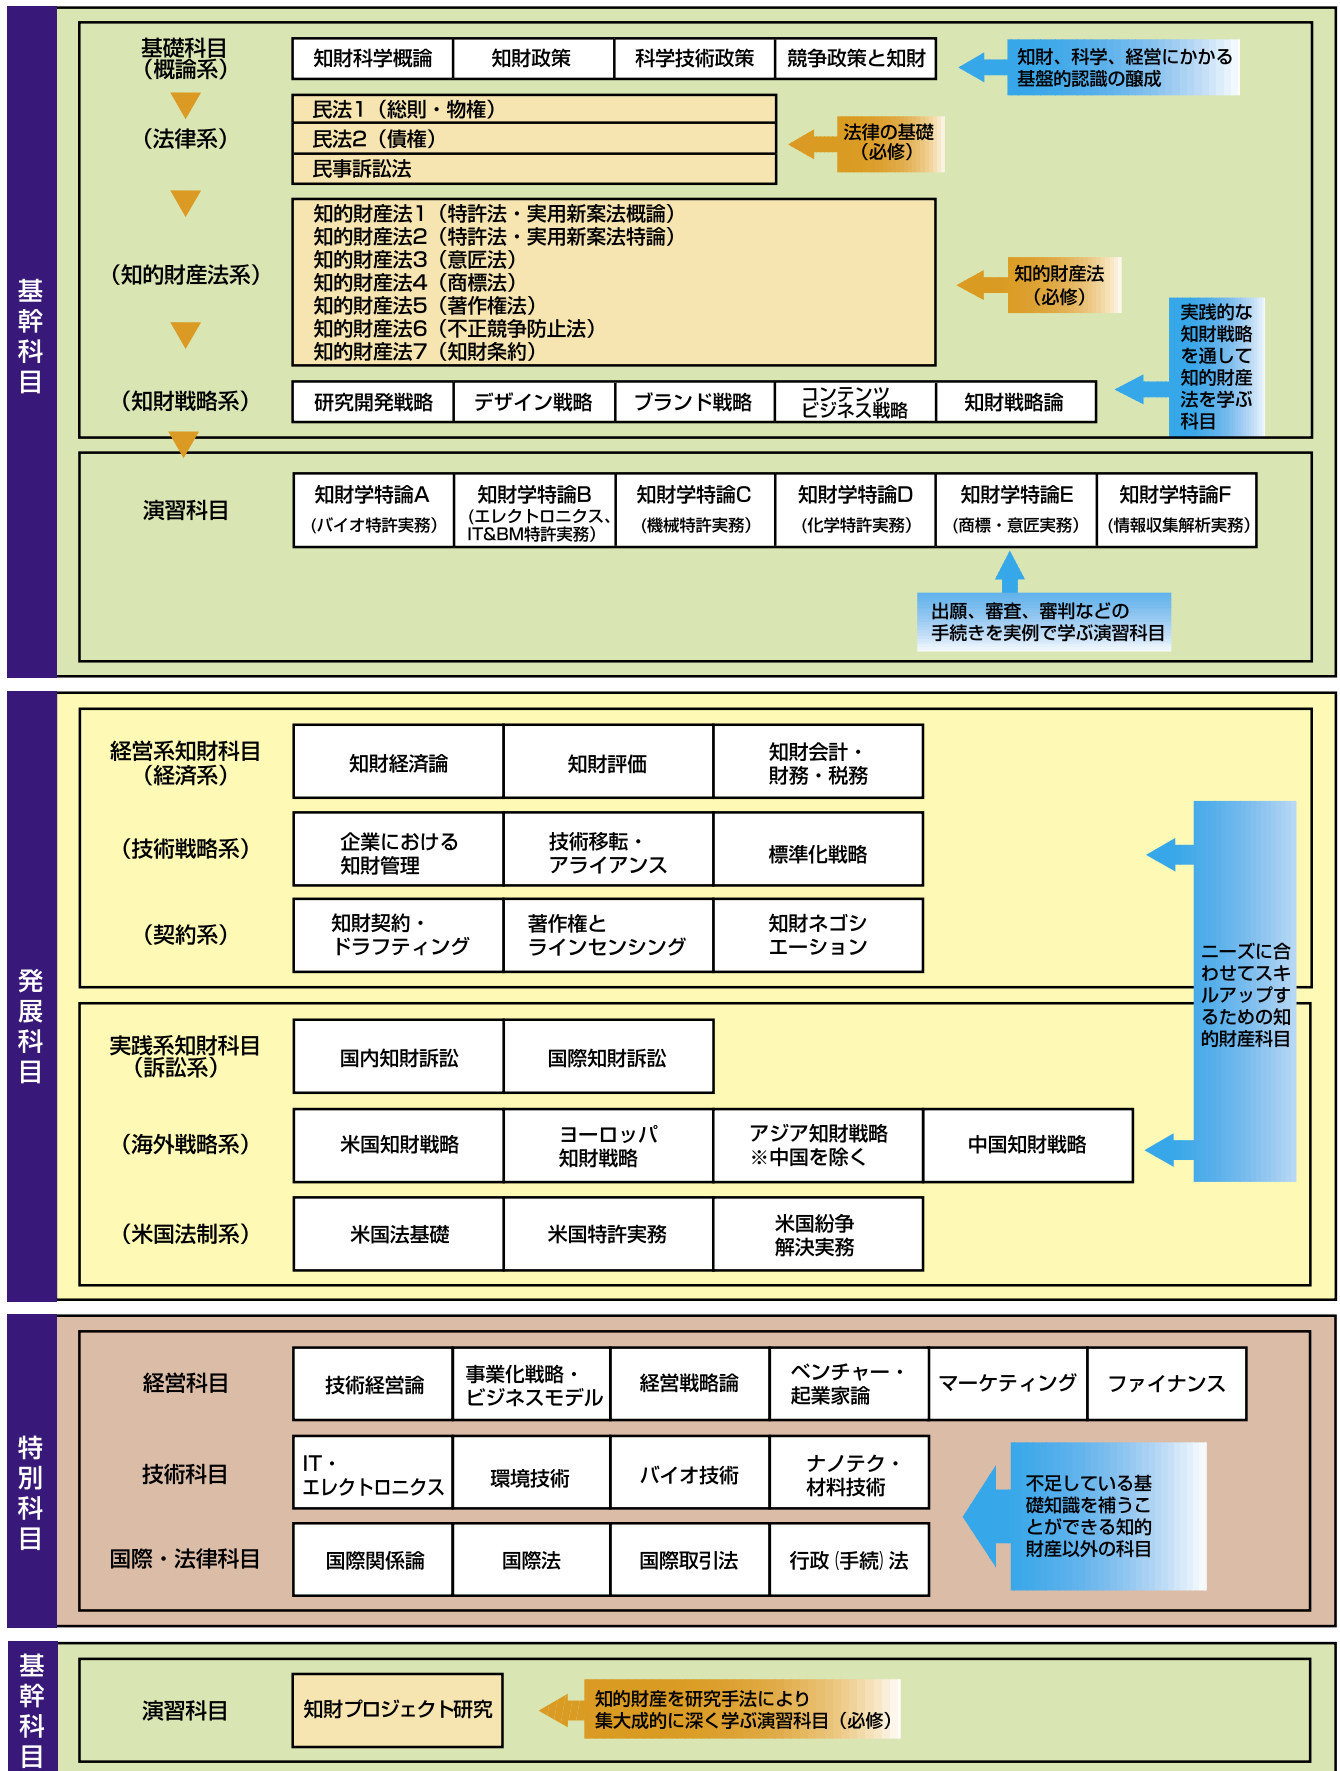 基幹科目
基礎科目
（概論系）
知財科学概論
知財政策
科学技術政策
競争政策と知財
知財、科学、経営にかかる
基盤的認識の醸成
（法律系）
民法1（総則・物権）
民法2（債権）
民事訴訟法
法律の基礎
（必修）
（知的財産法系）
知的財産法1（特許法・実用新案法概論）
知的財産法2（特許法・実用新案法特論）
知的財産法3（意匠法）
知的財産法4（商標法）
知的財産法5（著作権法）
知的財産法6（不正競争防止法）
知的財産法7（知財条約）
知的財産法
（必修）
（知財戦略系）
研究開発戦略
デザイン戦略
ブランド戦略
コンテンツ
ビジネス戦略
知財戦略論
実践的な
知財戦略
を通して
知的財産
法を学ぶ
科目
演習科目
知財学特論A
(バイオ特許実務)
知財学特論B
(エレクトロニクス、
IT&BM特許実務)
知財学特論C
(機械特許実務)
知財学特論D
(化学特許実務)
知財学特論E
(商標・意匠実務)
知財学特論F
(情報収集解析実務)
出願、審査、審判などの
手続きを実例で学ぶ演習科目
発展科目
経営系知財科目
（経済系）
知財経済論
知財評価
知財会計・
財務・税務
（技術戦略系）
企業における
知財管理
技術移転・
アライアンス
標準化戦略
（契約系）
知財契約・
ドラフティング
著作権と
ラインセンシング
知財ネゴシ
エーション
ニーズに合
わせてスキ
ルアップす
るための知
的財産科目
実践系知財科目
（訴訟系）
国内知財訴訟
国際知財訴訟
（海外戦略系）
米国知財戦略
ヨーロッパ
知財戦略
アジア知財戦略
※中国を除く
中国知財戦略
（米国法制系）
米国法基礎
米国特許実務
米国紛争
解決実務
特別科目
経営科目
技術経営論
事業化戦略・
ビジネスモデル
経営戦略論
ベンチャー・
起業家論
マーケティング
ファイナンス
技術科目
IT・
エレクトロニクス
環境技術
バイオ技術
ナノテク・
材料技術
不足している基
礎知識を補うこ
とができる知的
財産以外の科目
国際・法律科目
国際関係論
国際法
国際取引法
行政(手続)法
基幹科目
演習科目
知財プロジェクト研究
知的財産を研究手法により
集大成的に深く学ぶ演習科目（必修）